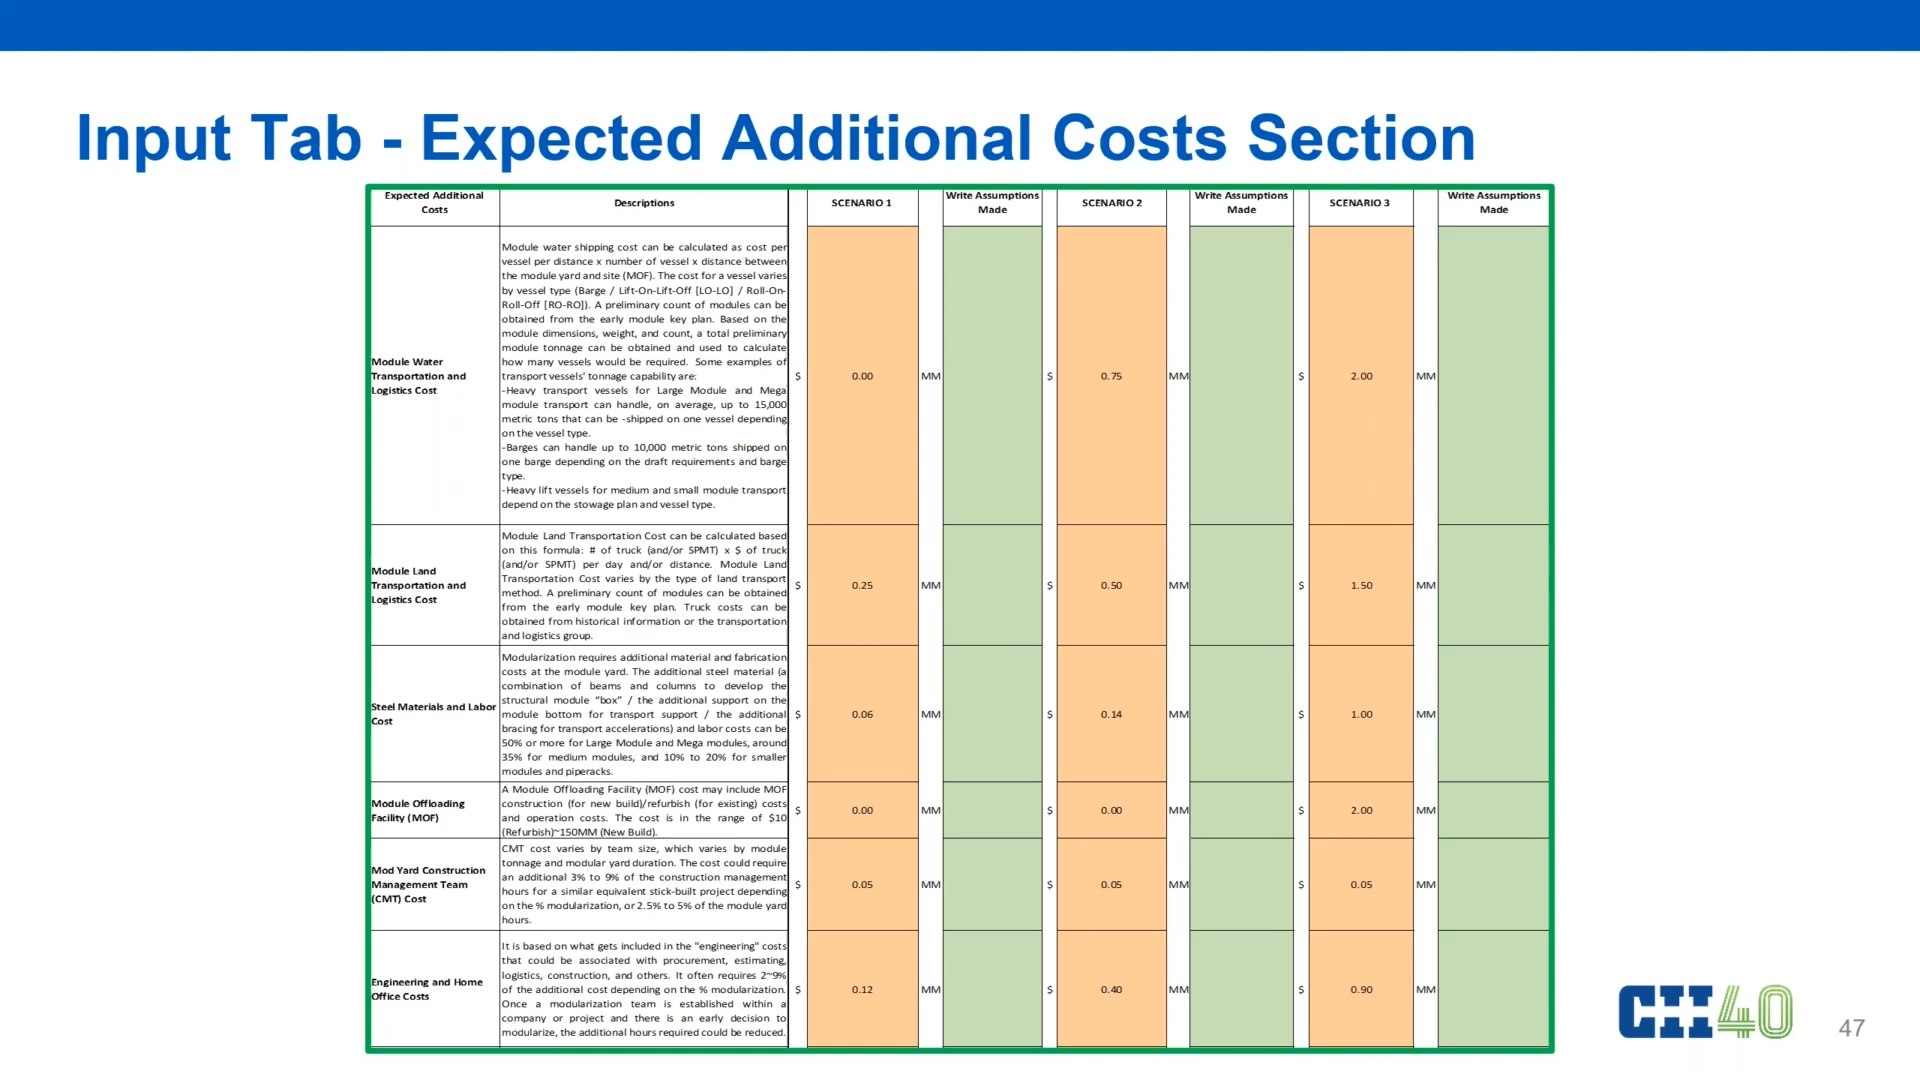 Input Tab - Expected Additional Costs Section
Expected Additional
Costs
Descriptions
SCENARIO 1
Write Assumptions
Made
SCENARIO 2
Write Assumptions
Made
SCENARIO 3
Write Assumptions
Made
Module Water
Transportation and
Logistics Cost
Module water shipping cost can be calculated as cost per
vessel per distance x number of vessel x distance between
the module yard and site (MOF). The cost for a vessel varies
by vessel type (Barge / Lift-On-Lift-Off [LO-LO] / Roll-On-
Roll-Off [RO-RO]). A preliminary count of modules can be
obtained from the early module key plan. Based on the
module dimensions, weight, and count, a total preliminary
module tonnage can be obtained and used to calculate
how many vessels would be required. Some examples of
transport vessels' tonnage capability are:
-Heavy transport vessels for Large Module and Mega
module transport can handle, on average, up to 15,000
metric tons that can be -shipped on one vessel depending
on the vessel type.
-Barges can handle up to 10,000 metric tons shipped on
one barge depending on the draft requirements and barge
type.
-Heavy lift vessels for medium and small module transport
depend on the stowage plan and vessel type.
$ 0.00 MM $ 0.75 MM $ 2.00 MM
Module Land
Transportation and
Logistics Cost
Module Land Transportation Cost can be calculated based
on this formula: # of truck (and/or SPMT) x $ of truck
(and/or SPMT) per day and/or distance. Module Land
Transportation Cost varies by the type of land transport
method. A preliminary count of modules can be obtained
from the early module key plan. Truck costs can be
obtained from historical information or the transportation
and logistics group.
$ 0.25 MM $ 0.50 MM $ 1.50 MM
Steel Materials and Labor
Cost
Modularization requires additional material and fabrication
costs at the module yard. The additional steel material (a
combination of beams and columns to develop the
structural module “box” / the additional support on the
module bottom for transport support / the additional
bracing for transport accelerations) and labor costs can be
50% or more for Large Module and Mega modules, around
35% for medium modules, and 10% to 20% for smaller
modules and piperacks.
$ 0.06 MM $ 0.14 MM $ 1.00 MM
Module Offloading
Facility (MOF)
A Module Offloading Facility (MOF) cost may include MOF
construction (for new build)/refurbish (for existing) costs
and operation costs. The cost is in the range of $10
(Refurbish)~150MM (New Build).
$ 0.00 MM $ 0.00 MM $ 2.00 MM
Mod Yard Construction
Management Team
(CMT) Cost
CMT cost varies by team size, which varies by module
tonnage and modular yard duration. The cost could require
an additional 3% to 9% of the construction management
hours for a similar equivalent stick-built project depending
on the % modularization, or 2.5% to 5% of the module yard
hours.
$ 0.05 MM $ 0.05 MM $ 0.05 MM
Engineering and Home
Office Costs
It is based on what gets included in the "engineering" costs
that could be associated with procurement, estimating,
logistics, construction, and others. It often requires 2~9%
of the additional cost depending on the % modularization.
Once a modularization team is established within a
company or project and there is an early decision to
modularize, the additional hours required could be reduced.
$ 0.12 MM $ 0.40 MM $ 0.90 MM
CII40
47